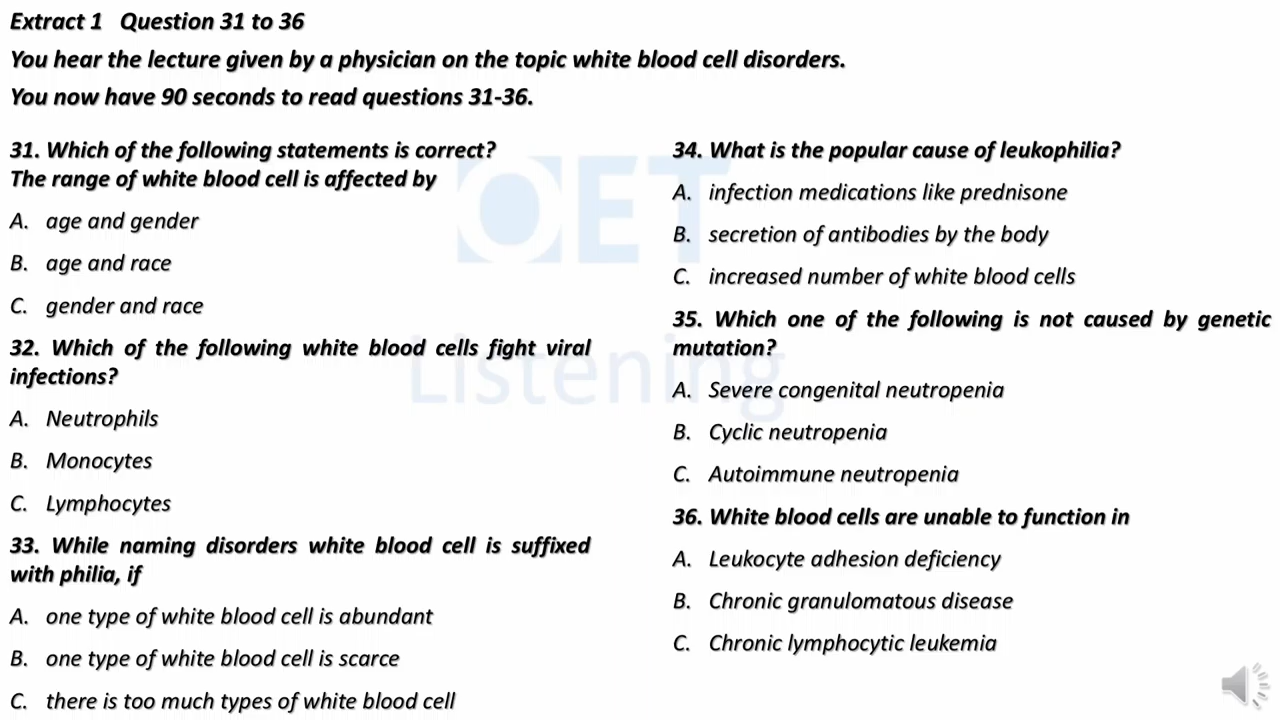 Extract 1 Question 31 to 36
You hear the lecture given by a physician on the topic white blood cell disorders.
You now have 90 seconds to read questions 31-36.
31. Which of the following statements is correct?
The range of white blood cell is affected by
A. age and gender
B. age and race
C. gender and race
32. Which of the following white blood cells fight viral
infections?
A. Neutrophils
B. Monocytes
C. Lymphocytes
33. While naming disorders white blood cell is suffixed
with philia, if
A. one type of white blood cell is abundant
B. one type of white blood cell is scarce
C. there is too much types of white blood cell
34. What is the popular cause of leukophilia?
A. infection medications like prednisone
B. secretion of antibodies by the body
C. increased number of white blood cells
35. Which one of the following is not caused by genetic
mutation?
A. Severe congenital neutropenia
B. Cyclic neutropenia
C. Autoimmune neutropenia
36. White blood cells are unable to function in
A. Leukocyte adhesion deficiency
B. Chronic granulomatous disease
C. Chronic lymphocytic leukemia
OET
Listening